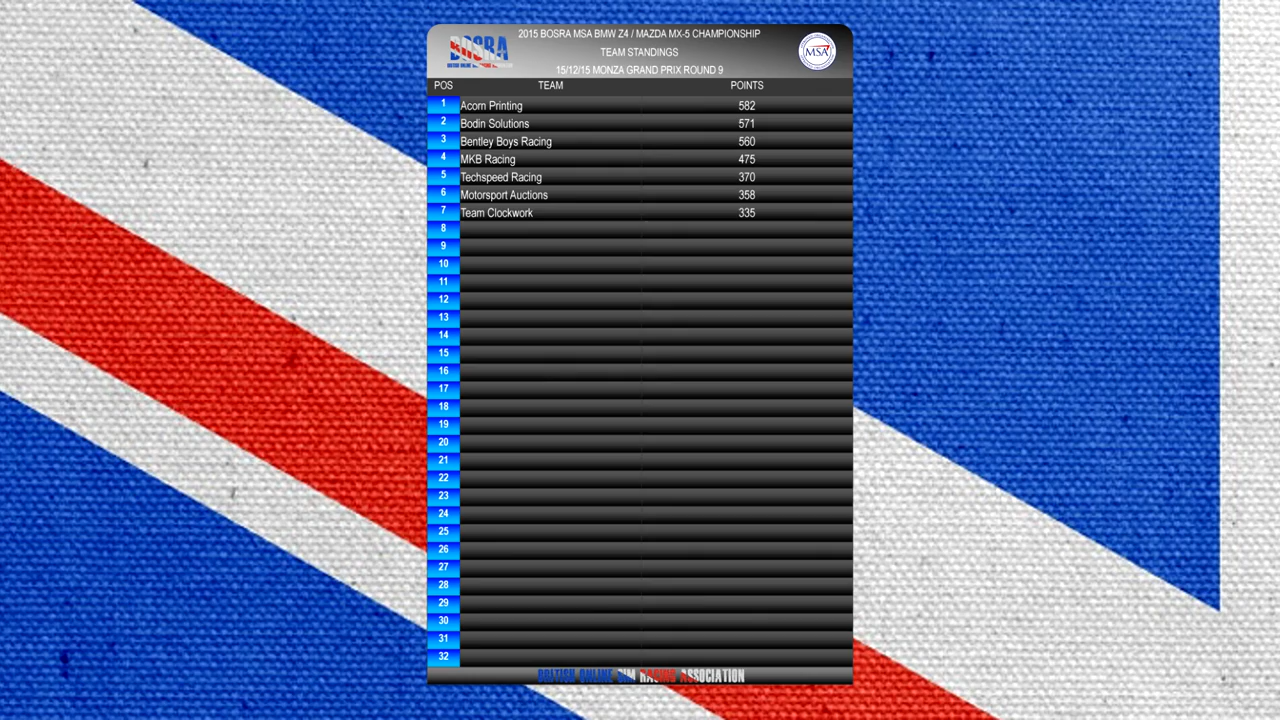 BOSRA
2015 BOSRA MSA BMW Z4 / MAZDA MX-5 CHAMPIONSHIP
TEAM STANDINGS
15/12/15 MONZA GRAND PRIX ROUND 9
MSA
POS TEAM POINTS
1 Acorn Printing 582
2 Bodin Solutions 571
3 Bentley Boys Racing 560
4 MKB Racing 475
5 Techspeed Racing 370
6 Motorsport Auctions 358
7 Team Clockwork 335
8
9
10
11
12
13
14
15
16
17
18
19
20
21
22
23
24
25
26
27
28
29
30
31
32
BRITISH ONLINE SIM RACING ASSOCIATION